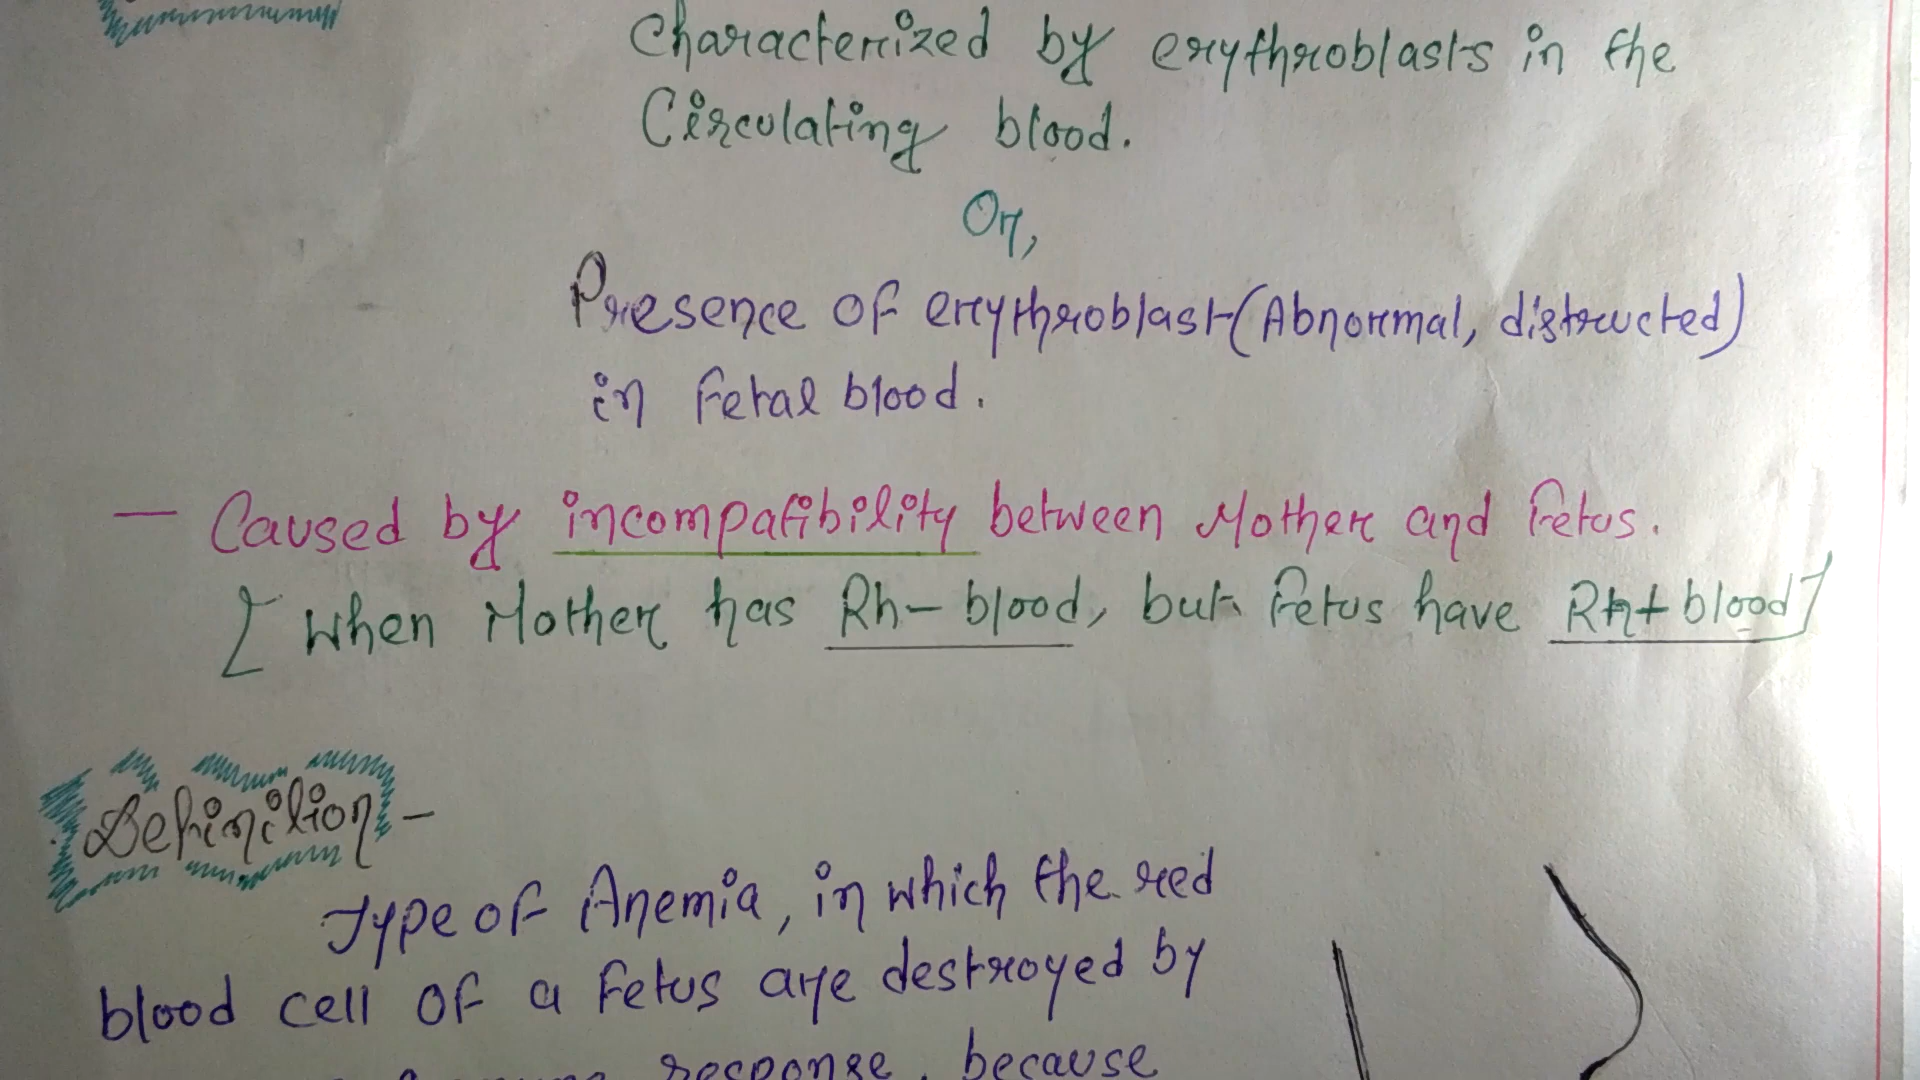 Characterized by erythroblasts in the
Circulating blood.
Or,
Presence of erythroblast (Abnormal, distructed)
in Fetal blood.
— Caused by incompatibility between Mother and Fetus.
[ When Mother has Rh- blood, but Fetus have Rh+ blood]
Definition -
Type of Anemia, in which the red
blood cell of a Fetus are destroyed by
response, because